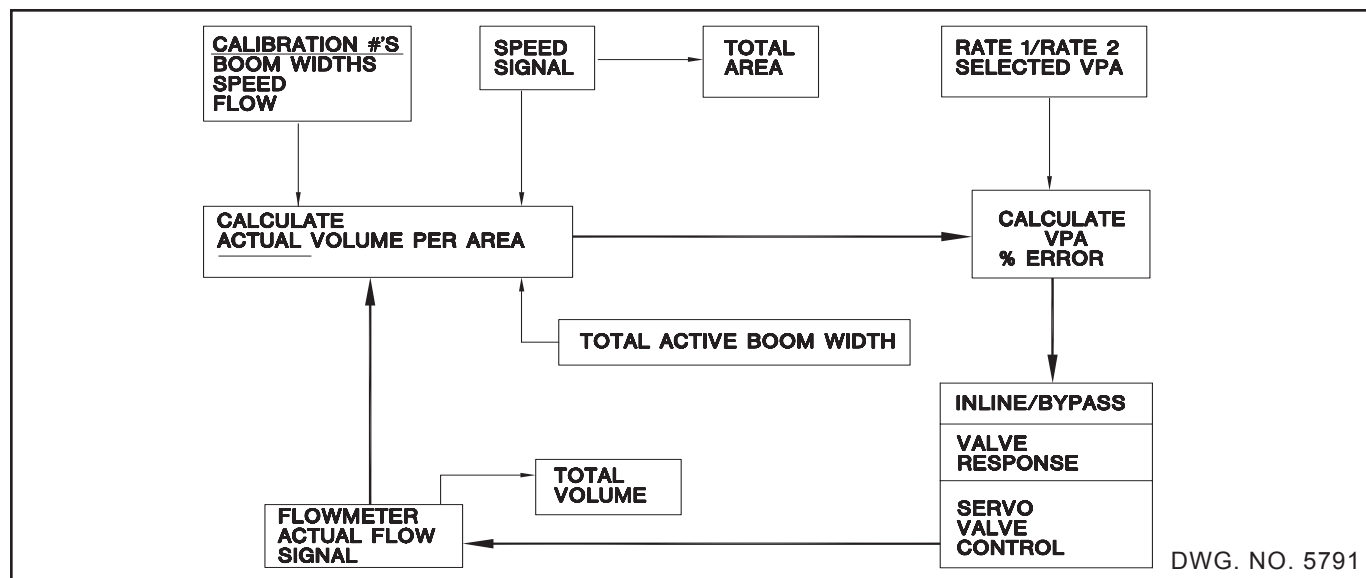 CALIBRATION #'S
BOOM WIDTHS
SPEED
FLOW
SPEED
SIGNAL
TOTAL
AREA
RATE 1/RATE 2
SELECTED VPA
CALCULATE
ACTUAL VOLUME PER AREA
CALCULATE
VPA
% ERROR
TOTAL ACTIVE BOOM WIDTH
INLINE/BYPASS
VALVE
RESPONSE
SERVO
VALVE
CONTROL
TOTAL
VOLUME
FLOWMETER
ACTUAL FLOW
SIGNAL
DWG. NO. 5791